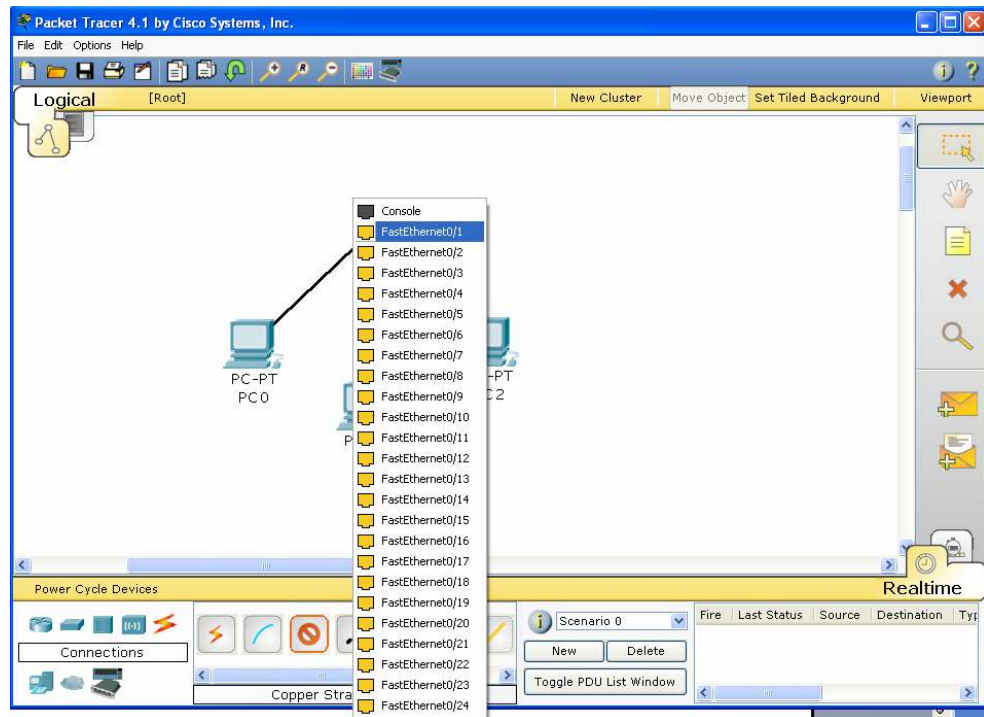 Packet Tracer 4.1 by Cisco Systems, Inc.
File Edit Options Help
Logical [Root] New Cluster Move Object Set Tiled Background Viewport
Console
FastEthernet0/1
FastEthernet0/2
FastEthernet0/3
FastEthernet0/4
FastEthernet0/5
FastEthernet0/6
FastEthernet0/7
FastEthernet0/8
FastEthernet0/9
FastEthernet0/10
FastEthernet0/11
FastEthernet0/12
FastEthernet0/13
FastEthernet0/14
FastEthernet0/15
FastEthernet0/16
FastEthernet0/17
FastEthernet0/18
FastEthernet0/19
FastEthernet0/20
FastEthernet0/21
FastEthernet0/22
FastEthernet0/23
FastEthernet0/24
PC-PT
PC0
-PT
P
Power Cycle Devices
Realtime
Connections
Copper Stra
Scenario 0
New Delete
Toggle PDU List Window
Fire Last Status Source Destination Typ